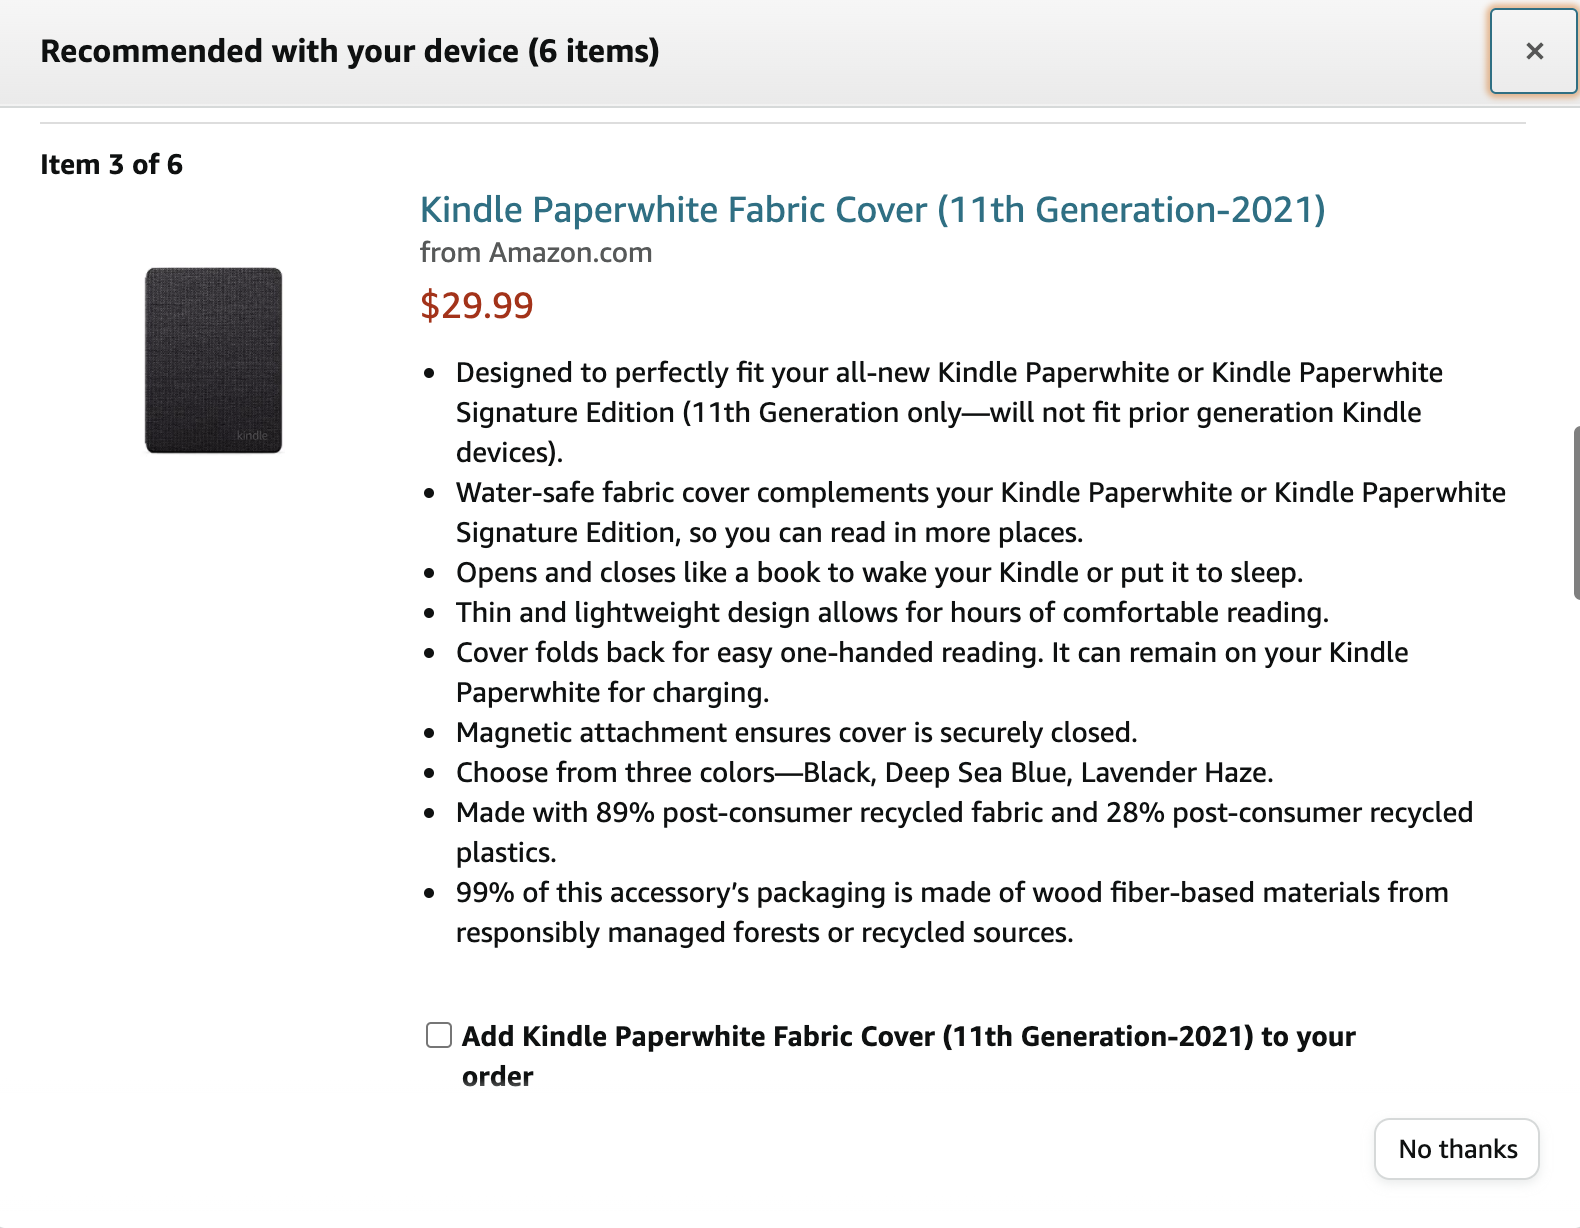 Recommended with your device (6 items)
×
Item 3 of 6
Kindle Paperwhite Fabric Cover (11th Generation-2021)
from Amazon.com
$29.99
kindle
• Designed to perfectly fit your all-new Kindle Paperwhite or Kindle Paperwhite
Signature Edition (11th Generation only—will not fit prior generation Kindle
devices).
• Water-safe fabric cover complements your Kindle Paperwhite or Kindle Paperwhite
Signature Edition, so you can read in more places.
• Opens and closes like a book to wake your Kindle or put it to sleep.
• Thin and lightweight design allows for hours of comfortable reading.
• Cover folds back for easy one-handed reading. It can remain on your Kindle
Paperwhite for charging.
• Magnetic attachment ensures cover is securely closed.
• Choose from three colors—Black, Deep Sea Blue, Lavender Haze.
• Made with 89% post-consumer recycled fabric and 28% post-consumer recycled
plastics.
• 99% of this accessory’s packaging is made of wood fiber-based materials from
responsibly managed forests or recycled sources.
Add Kindle Paperwhite Fabric Cover (11th Generation-2021) to your
order
No thanks